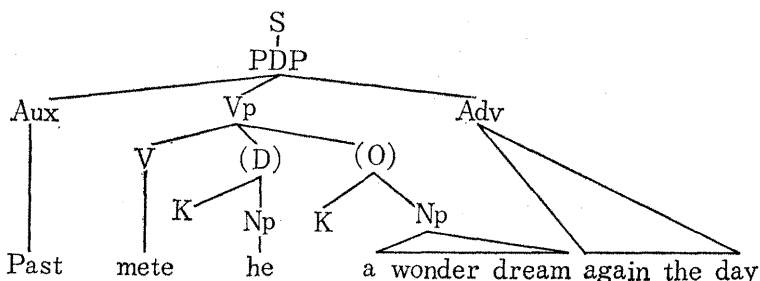 S
PDP
Aux Vp Adv
V (D) (O)
K Np K Np
Past mete he a wonder dream again the day